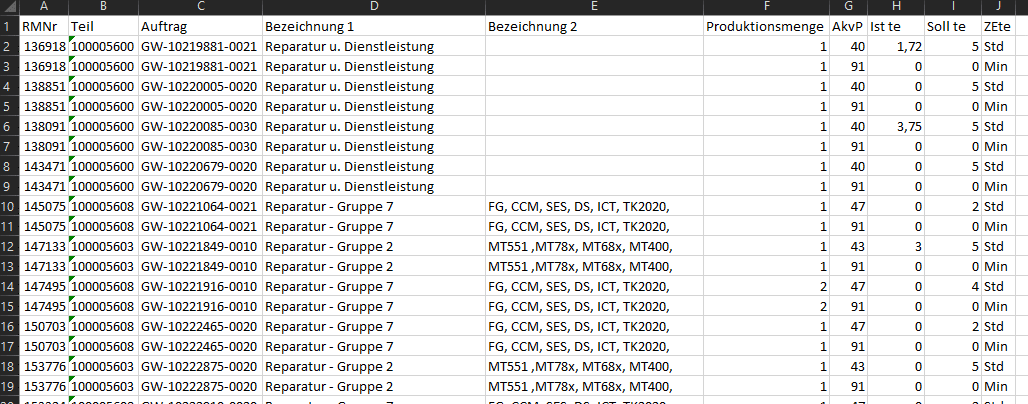 A B C D E F G H I J
1 RMNr Teil Auftrag Bezeichnung 1 Bezeichnung 2 Produktionsmenge AkvP Ist te Soll te ZEte
2 136918 100005600 GW-10219881-0021 Reparatur u. Dienstleistung 1 40 1,72 5 Std
3 136918 100005600 GW-10219881-0021 Reparatur u. Dienstleistung 1 91 0 0 Min
4 138851 100005600 GW-10220005-0020 Reparatur u. Dienstleistung 1 40 0 5 Std
5 138851 100005600 GW-10220005-0020 Reparatur u. Dienstleistung 1 91 0 0 Min
6 138091 100005600 GW-10220085-0030 Reparatur u. Dienstleistung 1 40 3,75 5 Std
7 138091 100005600 GW-10220085-0030 Reparatur u. Dienstleistung 1 91 0 0 Min
8 143471 100005600 GW-10220679-0020 Reparatur u. Dienstleistung 1 40 0 5 Std
9 143471 100005600 GW-10220679-0020 Reparatur u. Dienstleistung 1 91 0 0 Min
10 145075 100005608 GW-10221064-0021 Reparatur - Gruppe 7 FG, CCM, SES, DS, ICT, TK2020, 1 47 0 2 Std
11 145075 100005608 GW-10221064-0021 Reparatur - Gruppe 7 FG, CCM, SES, DS, ICT, TK2020, 1 91 0 0 Min
12 147133 100005603 GW-10221849-0010 Reparatur - Gruppe 2 MT551 ,MT78x, MT68x, MT400, 1 43 3 5 Std
13 147133 100005603 GW-10221849-0010 Reparatur - Gruppe 2 MT551 ,MT78x, MT68x, MT400, 1 91 0 0 Min
14 147495 100005608 GW-10221916-0010 Reparatur - Gruppe 7 FG, CCM, SES, DS, ICT, TK2020, 2 47 0 4 Std
15 147495 100005608 GW-10221916-0010 Reparatur - Gruppe 7 FG, CCM, SES, DS, ICT, TK2020, 2 91 0 0 Min
16 150703 100005608 GW-10222465-0020 Reparatur - Gruppe 7 FG, CCM, SES, DS, ICT, TK2020, 1 47 0 2 Std
17 150703 100005608 GW-10222465-0020 Reparatur - Gruppe 7 FG, CCM, SES, DS, ICT, TK2020, 1 91 0 0 Min
18 153776 100005603 GW-10222875-0020 Reparatur - Gruppe 2 MT551 ,MT78x, MT68x, MT400, 1 43 0 5 Std
19 153776 100005603 GW-10222875-0020 Reparatur - Gruppe 2 MT551 ,MT78x, MT68x, MT400, 1 91 0 0 Min